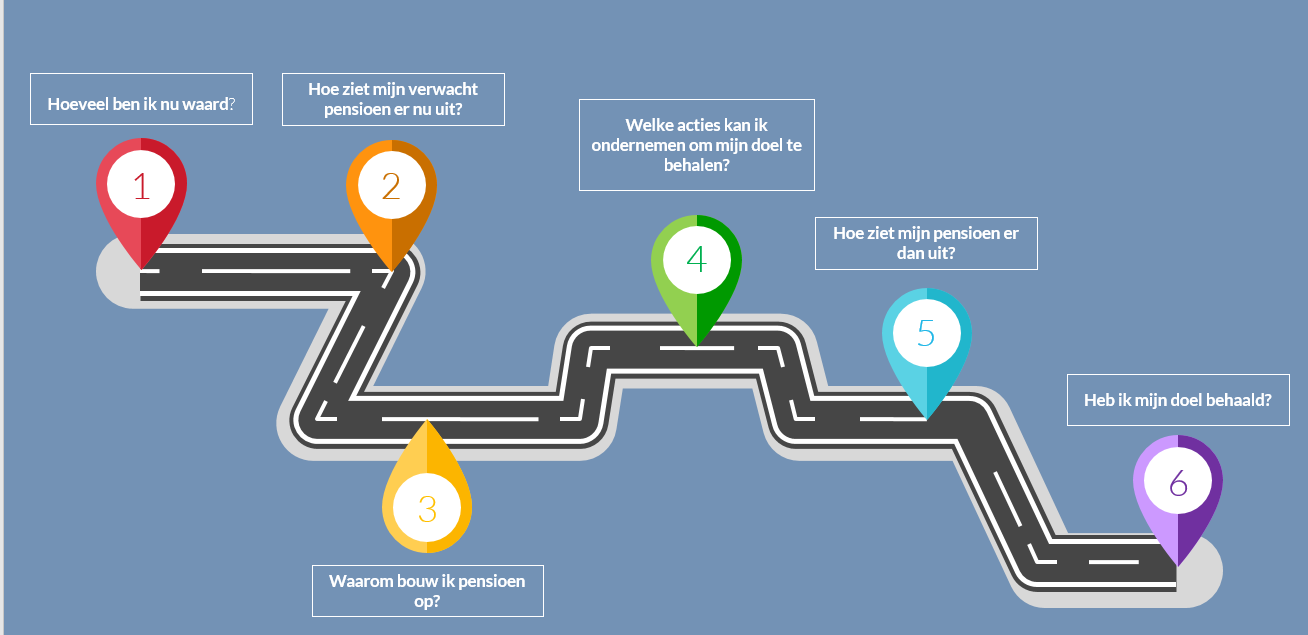 Hoeveel ben ik nu waard?
1
Hoe ziet mijn verwacht
pensioen er nu uit?
2
Waarom bouw ik pensioen
op?
3
Welke acties kan ik
ondernemen om mijn doel te
behalen?
4
Hoe ziet mijn pensioen er
dan uit?
5
Heb ik mijn doel behaald?
6